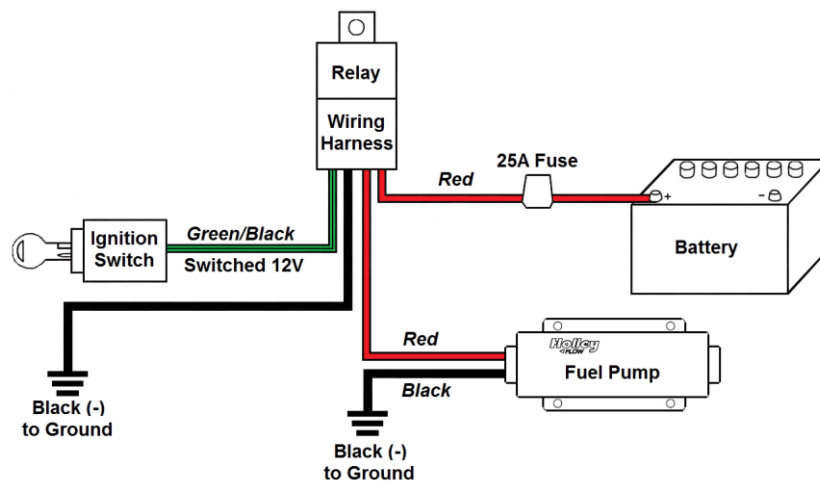 Relay
Wiring
Harness
25A Fuse
Red
+
-
Battery
Ignition
Switch
Green/Black
Switched 12V
Red
Black
Holley
FLOW
Fuel Pump
Black (-)
to Ground
Black (-)
to Ground